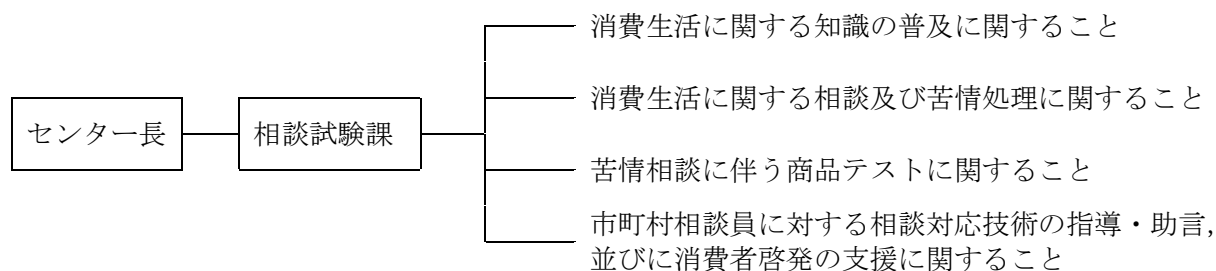 消費生活に関する知識の普及に関すること
消費生活に関する相談及び苦情処理に関すること
センター長
相談試験課
苦情相談に伴う商品テストに関すること
市町村相談員に対する相談対応技術の指導・助言,
並びに消費者啓発の支援に関すること